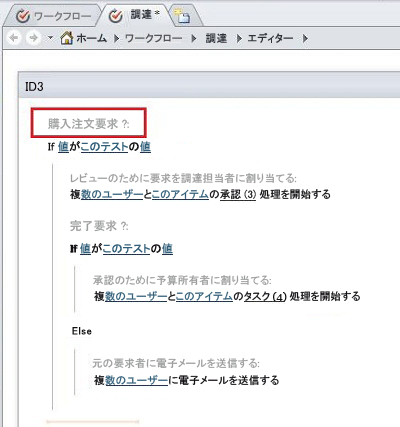 ワークフロー 調達 *
ホーム ワークフロー 調達 エディター
ID3
購入注文要求 ?:
If 値がこのテストの値
レビューのために要求を調達担当者に割り当てる:
複数のユーザーとこのアイテムの承認 (3) 処理を開始する
完了要求 ?:
If 値がこのテストの値
承認のために予算所有者に割り当てる:
複数のユーザーとこのアイテムのタスク (4) 処理を開始する
Else
元の要求者に電子メールを送信する:
複数のユーザーに電子メールを送信する